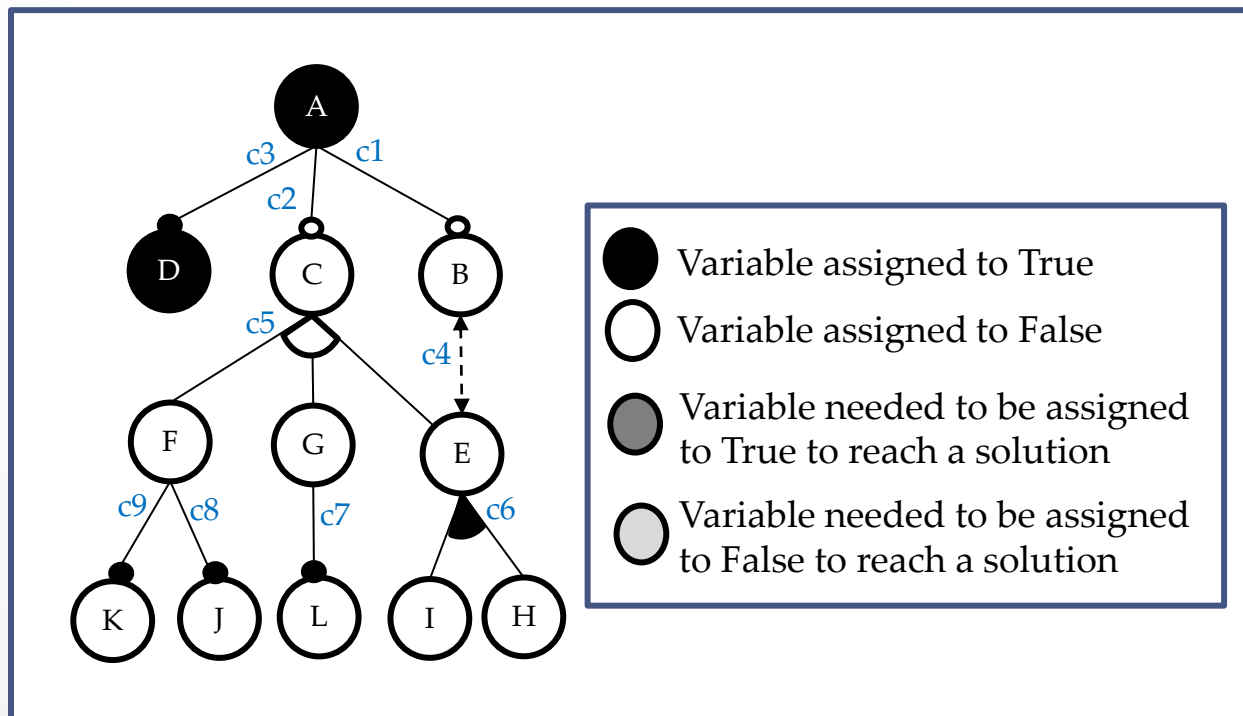 A
c3
c1
c2
D
C
B
c5
c4
F
G
E
c9
c8
c7
c6
K
J
L
I
H
Variable assigned to True
Variable assigned to False
Variable needed to be assigned
to True to reach a solution
Variable needed to be assigned
to False to reach a solution